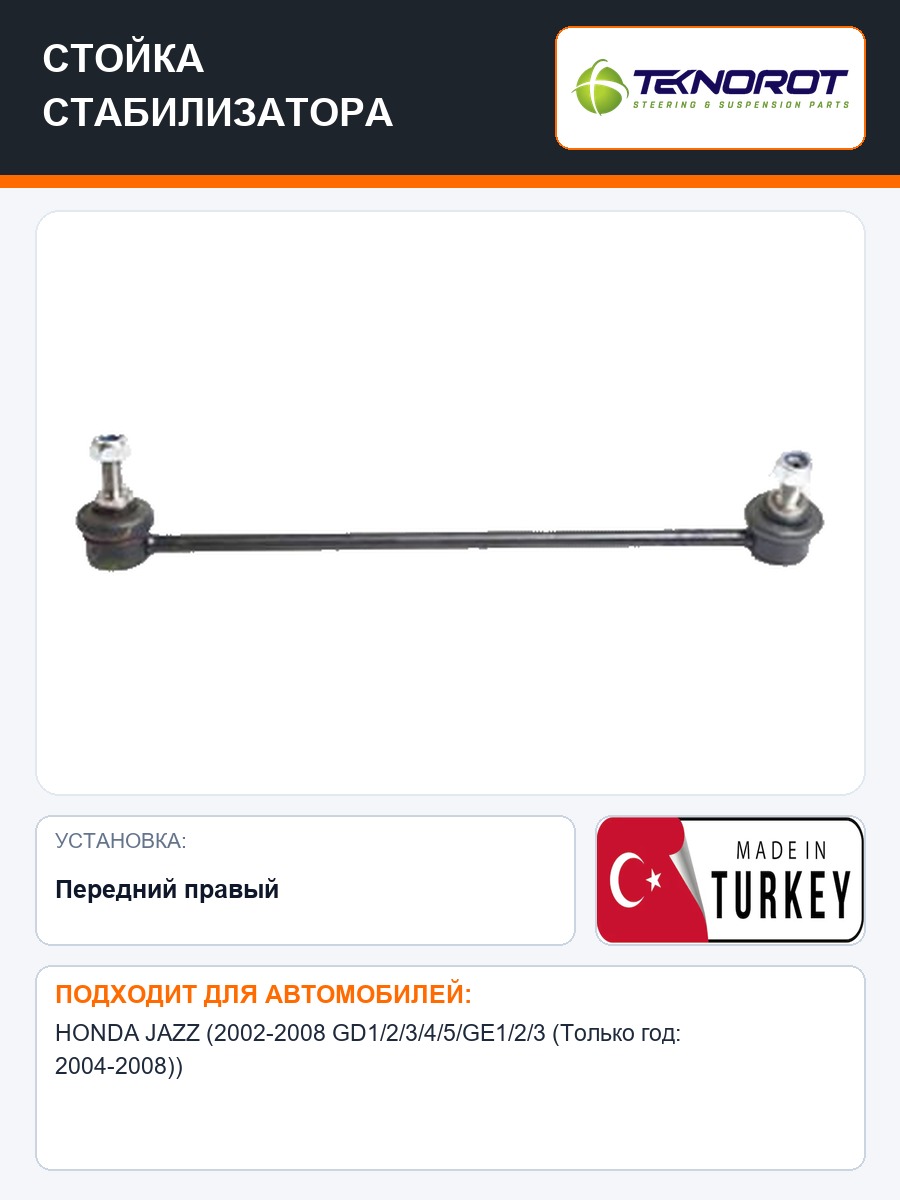 СТОЙКА
СТАБИЛИЗАТОРА
TEKNOROT
STEERING & SUSPENSION PARTS
УСТАНОВКА:
Передний правый
MADE IN
TURKEY
ПОДХОДИТ ДЛЯ АВТОМОБИЛЕЙ:
HONDA JAZZ (2002-2008 GD1/2/3/4/5/GE1/2/3 (Только год:
2004-2008))